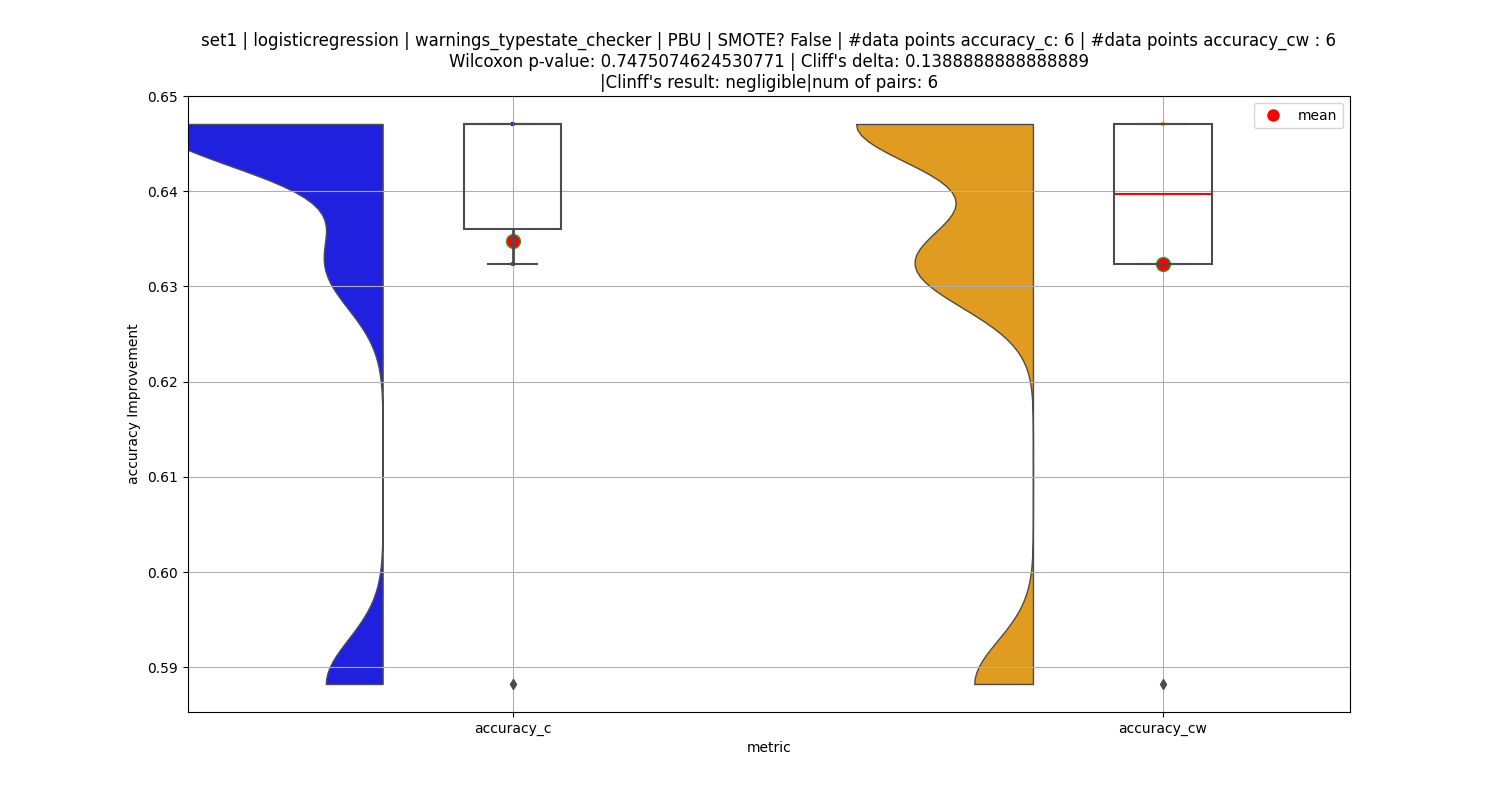 set1 | logisticregression | warnings_typestate_checker | PBU | SMOTE? False | #data points accuracy_c: 6 | #data points accuracy_cw : 6
Wilcoxon p-value: 0.7475074624530771 | Cliff's delta: 0.1388888888888889
|Clinff's result: negligible|num of pairs: 6
mean
0.65
0.64
0.63
0.62
0.61
0.60
0.59
accuracy Improvement
accuracy_c
accuracy_cw
metric